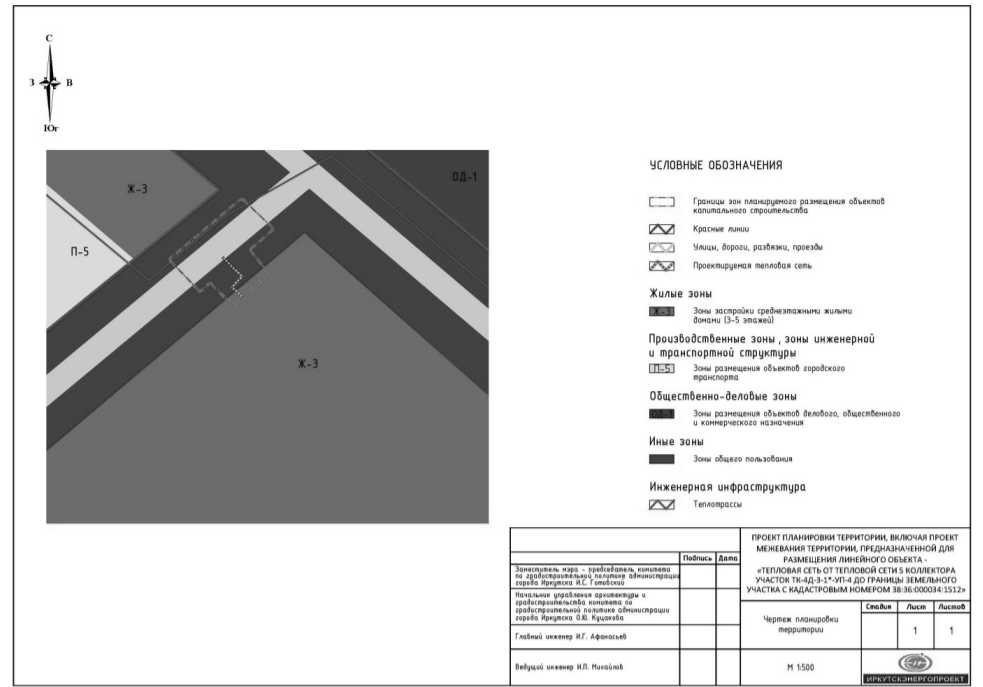 С
З
В
Юг
Ж-3
ОД-1
П-5
Ж-3
УСЛОВНЫЕ ОБОЗНАЧЕНИЯ
Границы зон планируемого размещения объектов
капитального строительства
Красные линии
Улицы, дороги, развязки, проезды
Проектируемая тепловая сеть
Жилые зоны
Ж-3
Зоны застройки среднеэтажными жилыми
домами (3-5 этажей)
Производственные зоны , зоны инженерной
и транспортной структуры
П-5
Зоны размещения объектов городского
транспорта
Общественно-деловые зоны
ОД-1
Зоны размещения объектов делового, общественного
и коммерческого назначения
Иные зоны
Зоны общего пользования
Инженерная инфраструктура
Теплотрассы
Подпись
Дата
Заместитель мэра - председатель комитета
по градостроительной политике администрации
города Иркутска И.С. Готовский
Начальник управления архитектуры и
градостроительства комитета по
градостроительной политике администрации
города Иркутска О.Ю. Куцакова
Главный инженер И.Г. Афанасьев
Ведущий инженер И.П. Михайлов
ПРОЕКТ ПЛАНИРОВКИ ТЕРРИТОРИИ, ВКЛЮЧАЯ ПРОЕКТ
МЕЖЕВАНИЯ ТЕРРИТОРИИ, ПРЕДНАЗНАЧЕННОЙ ДЛЯ
РАЗМЕЩЕНИЯ ЛИНЕЙНОГО ОБЪЕКТА -
«ТЕПЛОВАЯ СЕТЬ ОТ ТЕПЛОВОЙ СЕТИ 5 КОЛЛЕКТОРА
УЧАСТОК ТК-4Д-3-1*-УП-4 ДО ГРАНИЦЫ ЗЕМЕЛЬНОГО
УЧАСТКА С КАДАСТРОВЫМ НОМЕРОМ 38:36:000034:1512»
Чертеж планировки
территории
Стадия
Лист
Листов
1
1
М 1:500
ИРКУТСКЭНЕРГОПРОЕКТ